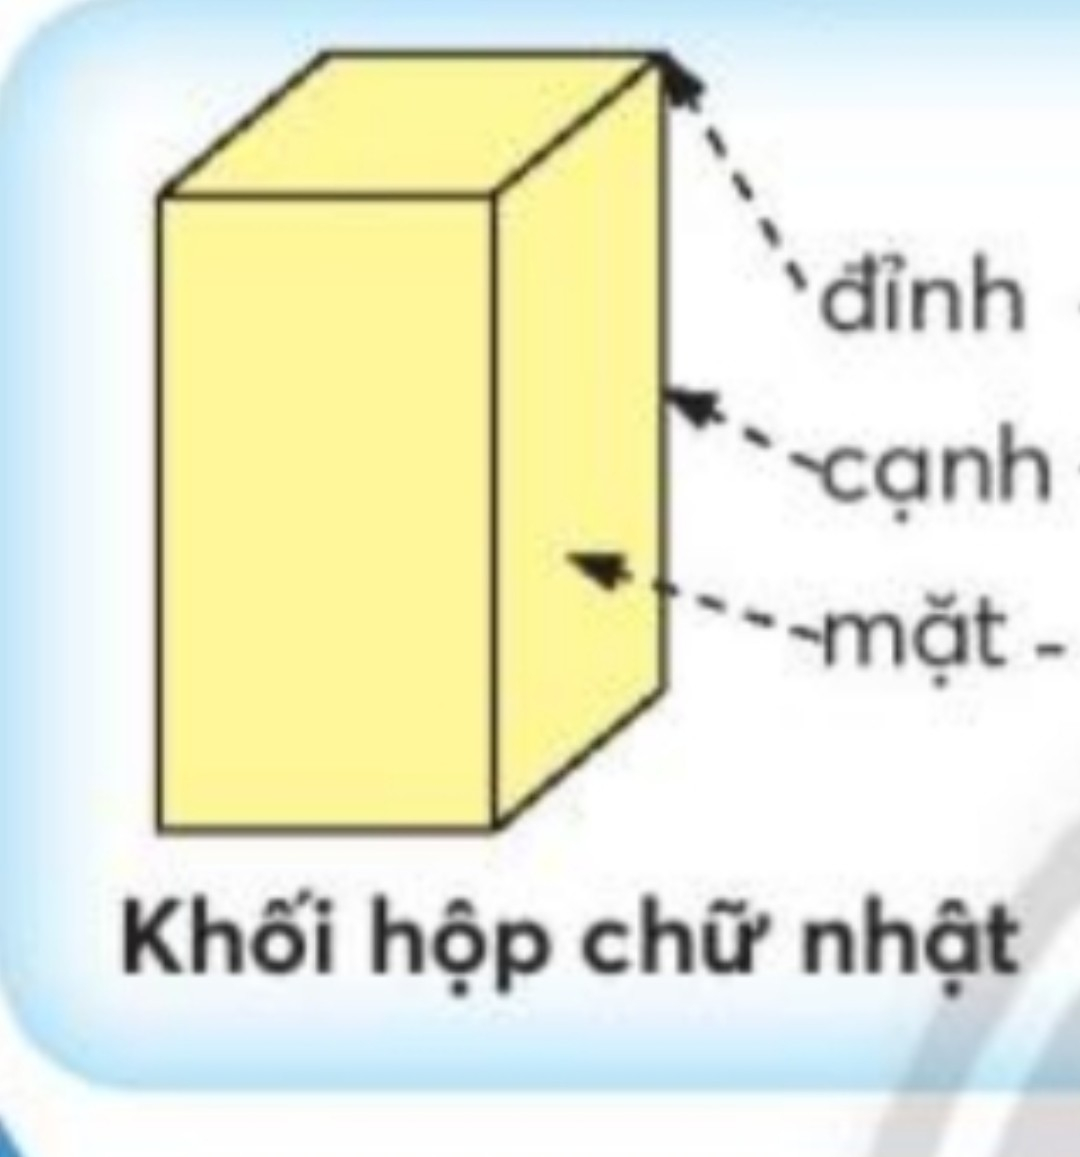 đỉnh
cạnh
mặt -
Khối hộp chữ nhật